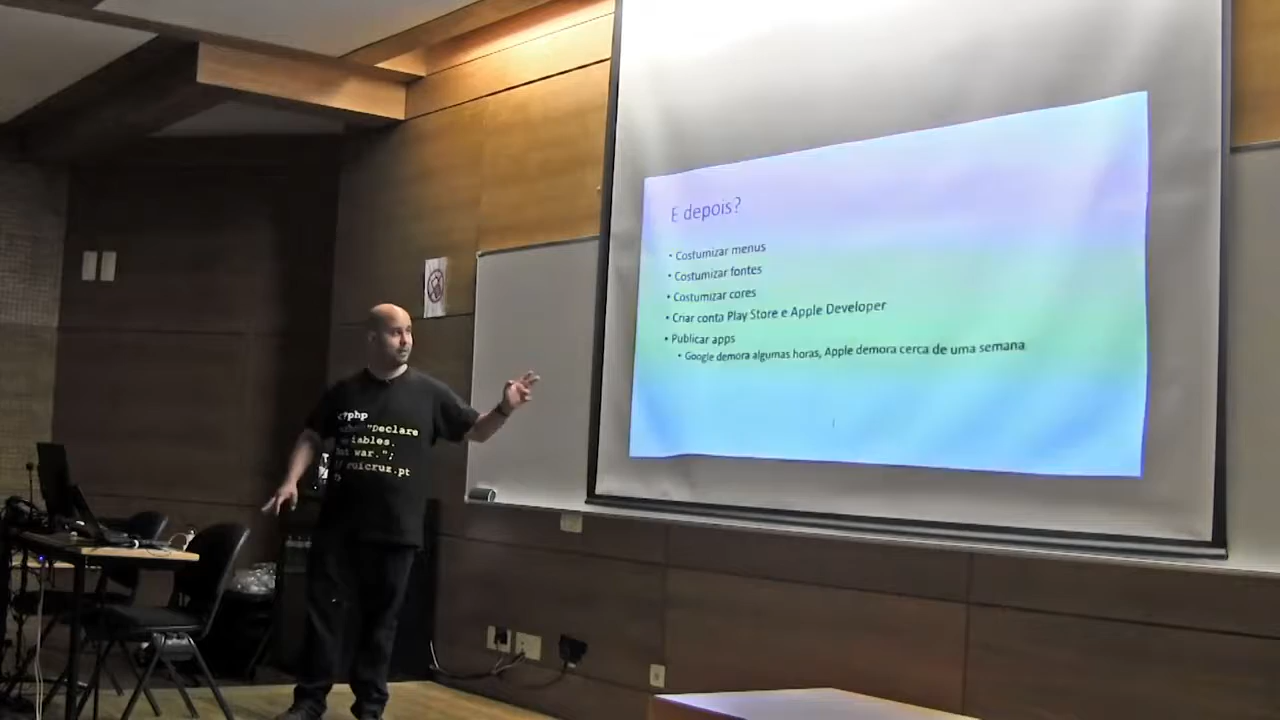 E depois?
• Costumizar menus
• Costumizar fontes
• Costumizar cores
• Criar conta Play Store e Apple Developer
• Publicar apps
• Google demora algumas horas, Apple demora cerca de uma semana
<?php
"Declare
iables.
war.";
// ruicruz.pt